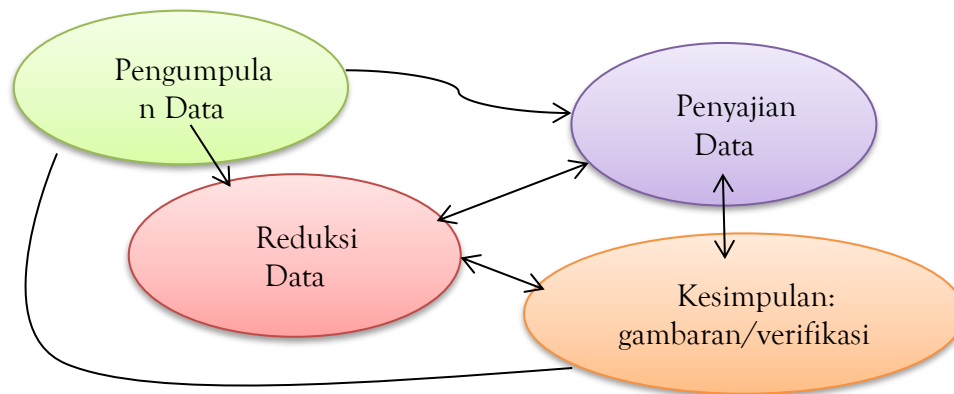 Pengumpula
n Data
Penyajian
Data
Reduksi
Data
Kesimpulan:
gambaran/verifikasi